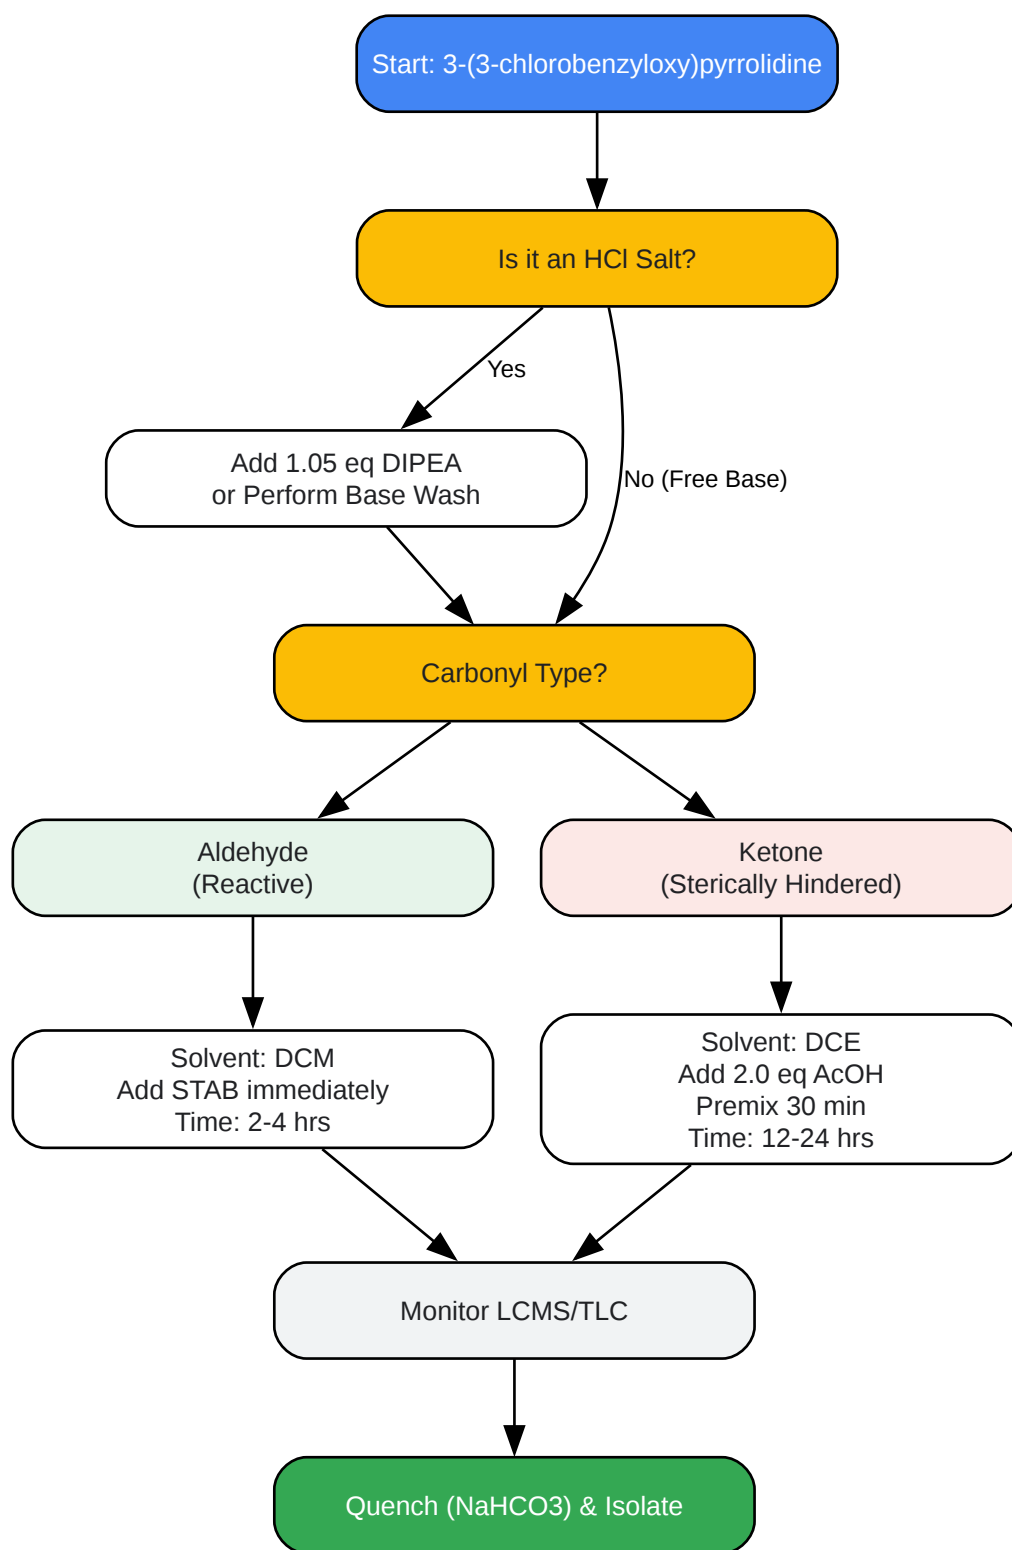 Start: 3-(3-chlorobenzyloxy)pyrrolidine
Is it an HCl Salt?
Yes
Add 1.05 eq DIPEA
or Perform Base Wash
No (Free Base)
Carbonyl Type?
Aldehyde
(Reactive)
Ketone
(Sterically Hindered)
Solvent: DCM
Add STAB immediately
Time: 2-4 hrs
Solvent: DCE
Add 2.0 eq AcOH
Premix 30 min
Time: 12-24 hrs
Monitor LCMS/TLC
Quench (NaHCO3) & Isolate